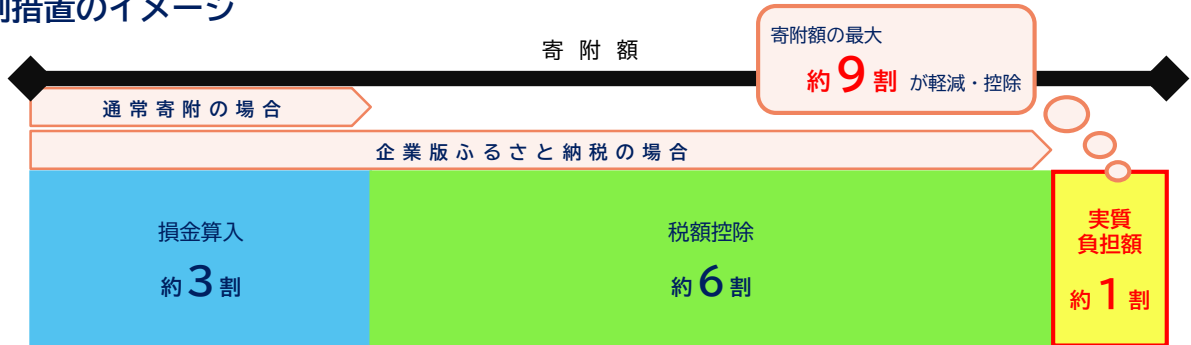 別措置のイメージ
寄附額
寄附額の最大
約9割 が軽減・控除
通常寄附の場合
企業版ふるさと納税の場合
損金算入
約3割
税額控除
約6割
実質
負担額
約1割